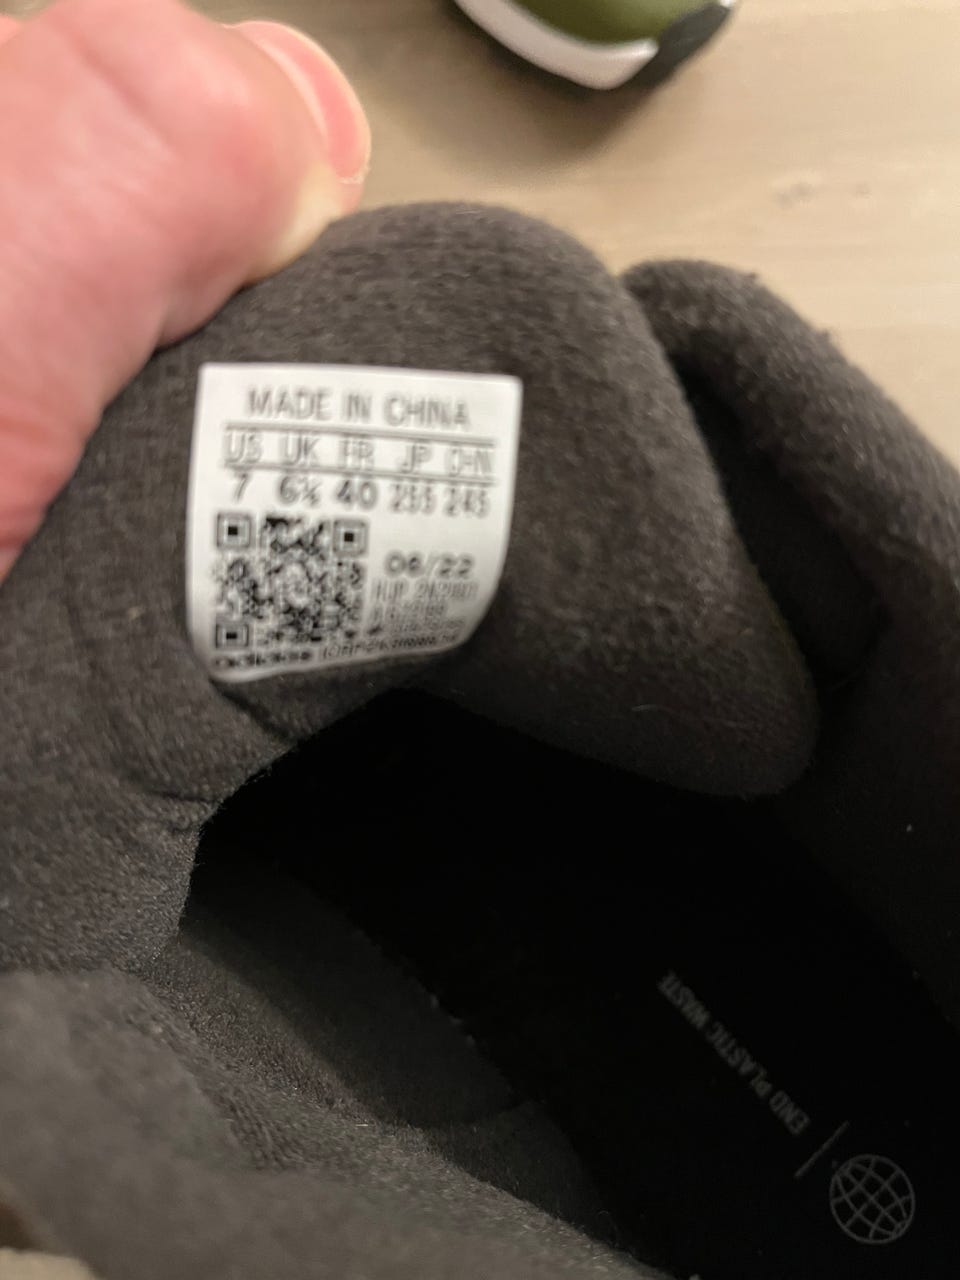 MADE IN CHINA
US UK FR JP CHN
7 6½ 40 255 245
06/22
adidas
END PLASTIC WASTE